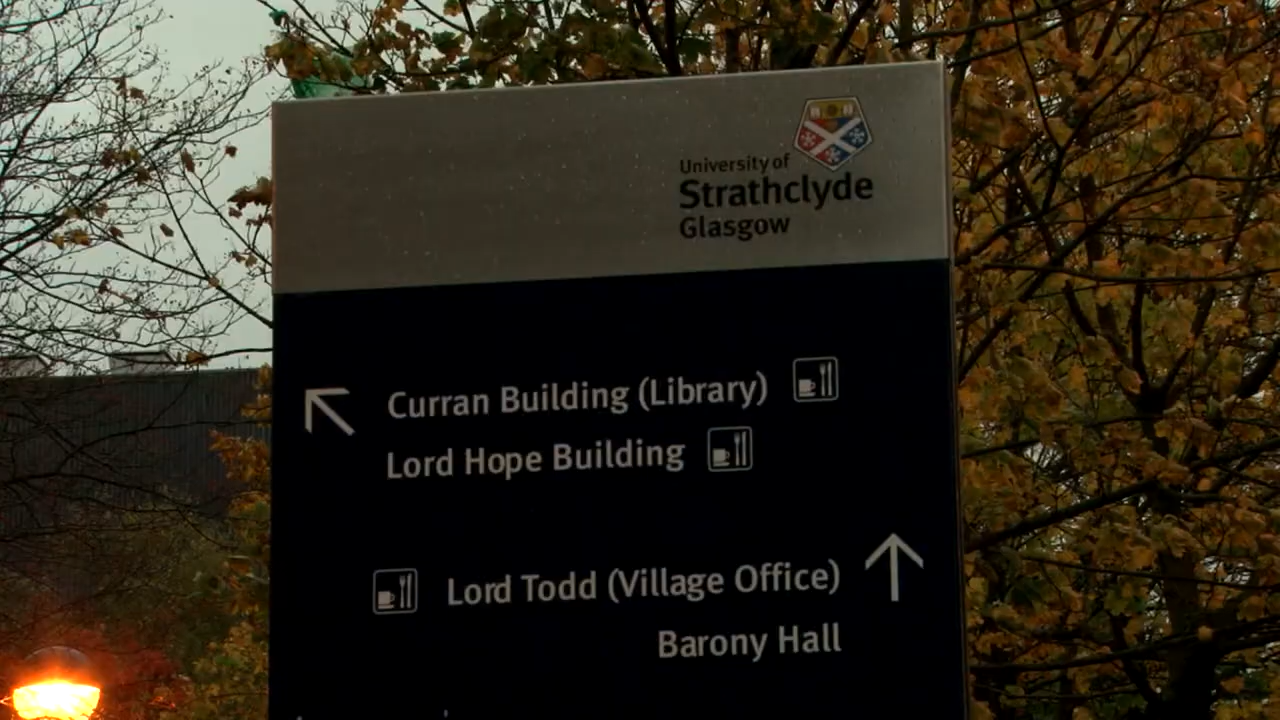 University of
Strathclyde
Glasgow
Curran Building (Library)
Lord Hope Building
Lord Todd (Village Office)
Barony Hall